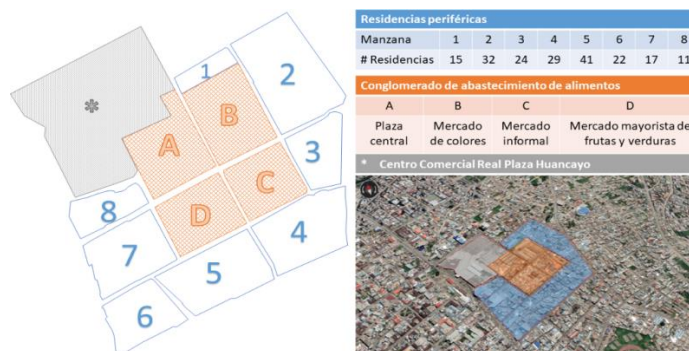 *
1
2
B
A
3
C
8
D
4
7
5
6
Residencias periféricas
Manzana 1 2 3 4 5 6 7 8
# Residencias 15 32 24 29 41 22 17 11
Conglomerado de abastecimiento de alimentos
A B C D
Plaza central Mercado de colores Mercado informal Mercado mayorista de frutas y verduras
* Centro Comercial Real Plaza Huancayo